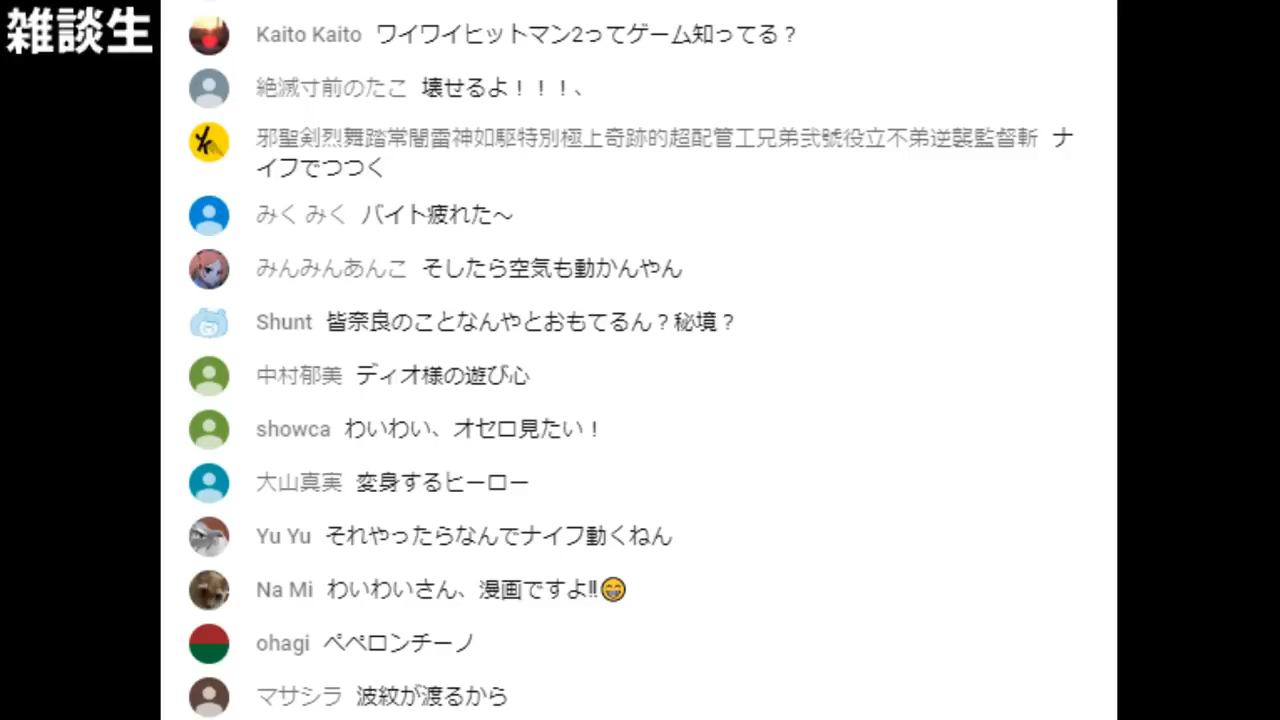 雑談生
Kaito Kaito ワイワイヒットマン2ってゲーム知ってる？
絶滅寸前のたこ 壊せるよ！！！、
邪聖剣烈舞踏常闇雷神如駆特別極上奇跡的超配管工兄弟弐號役立不弟逆襲監督斬 ナ
イフでつつく
みく みく バイト疲れた～
みんみんあんこ そしたら空気も動かんやん
Shunt 皆奈良のことなんやとおもてるん？秘境？
中村郁美 ディオ様の遊び心
showca わいわい、オセロ見たい！
大山真実 変身するヒーロー
Yu Yu それやったらなんでナイフ動くねん
Na Mi わいわいさん、漫画ですよ‼😁
ohagi ペペロンチーノ
マサシラ 波紋が渡るから